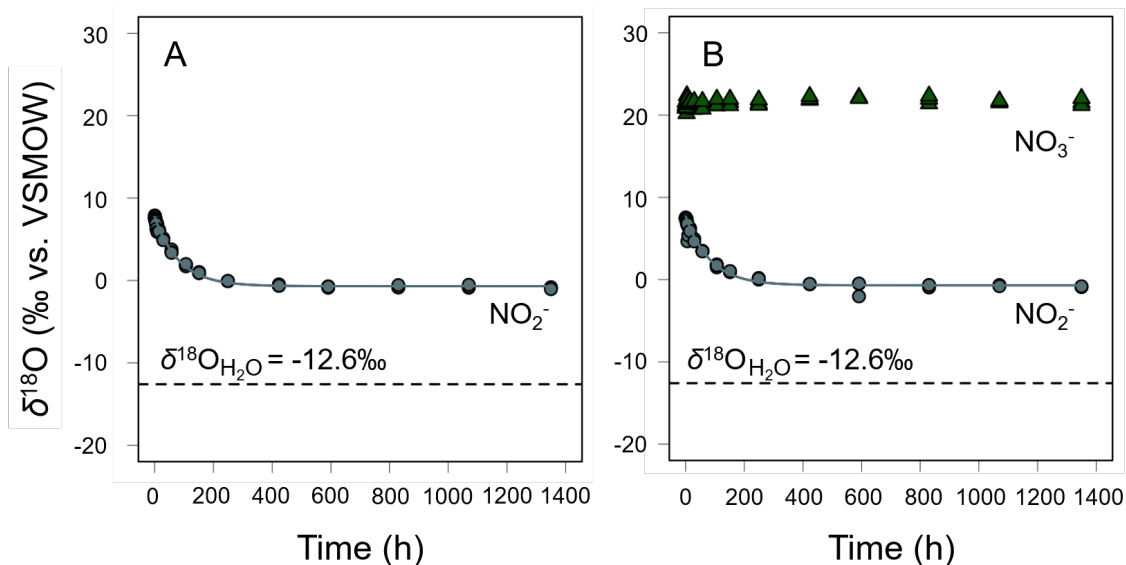 δ¹⁸O (‰ vs. VSMOW)
30
20
10
0
-10
-20
A
NO₂⁻
δ¹⁸O_H₂O = -12.6‰
0 200 400 600 800 1000 1200 1400
Time (h)
30
20
10
0
-10
-20
B
NO₃⁻
NO₂⁻
δ¹⁸O_H₂O = -12.6‰
0 200 400 600 800 1000 1200 1400
Time (h)